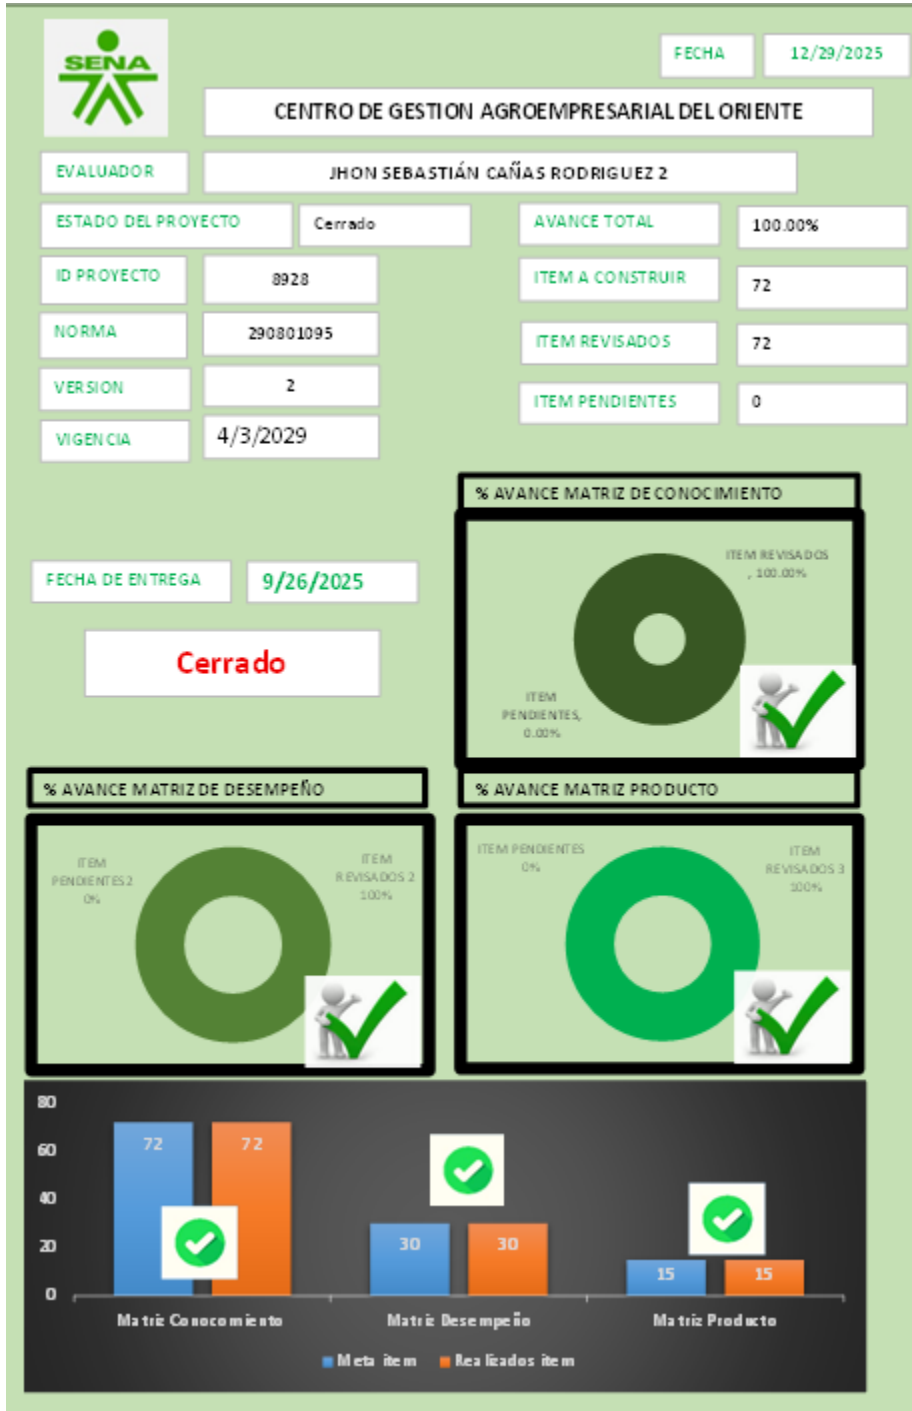 SENA
FECHA 12/29/2025
CENTRO DE GESTION AGROEMPRESARIAL DEL ORIENTE
EVALUADOR JHON SEBASTIÁN CAÑAS RODRIGUEZ 2
ESTADO DEL PROYECTO Cerrado
AVANCE TOTAL 100.00%
ID PROYECTO 8928
ITEM A CONSTRUIR 72
NORMA 290801095
ITEM REVISADOS 72
VERSION 2
ITEM PENDIENTES 0
VIGENCIA 4/3/2029
% AVANCE MATRIZ DE CONOCIMIENTO
ITEM REVISADOS
, 100.00%
ITEM
PENDIENTES,
0.00%
FECHA DE ENTREGA 9/26/2025
Cerrado
% AVANCE MATRIZ DE DESEMPEÑO
ITEM
PENDIENTES 2
0%
ITEM
REVISADOS 2
100%
% AVANCE MATRIZ PRODUCTO
ITEM PENDIENTES
0%
ITEM
REVISADOS 3
100%
80
60
40
20
0
72 72
30 30
15 15
Matriz Conocomiento Matriz Desempeño Matriz Producto
Meta item Realizados item